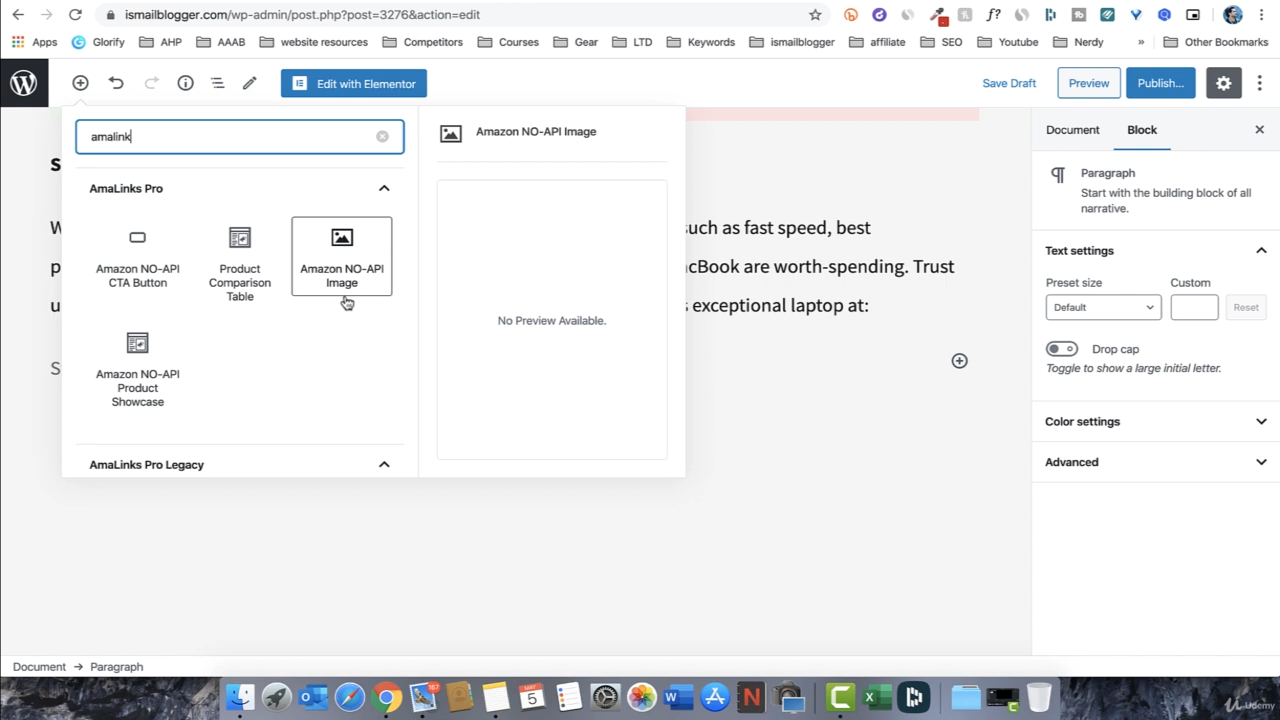 ismailblogger.com/wp-admin/post.php?post=3276&action=edit
f?
Apps Glorify AHP AAAB website resources Competitors Courses Gear LTD Keywords ismailblogger affiliate SEO Youtube Nerdy » Other Bookmarks
Edit with Elementor Save Draft Preview Publish...
amalink
Amazon NO-API Image
Document Block
AmaLinks Pro
Paragraph
Start with the building block of all
narrative.
such as fast speed, best
Text settings
Amazon NO-API
CTA Button
Product
Comparison
Table
Amazon NO-API
Image
are worth-spending. Trust
Preset size Custom
exceptional laptop at:
Default Reset
No Preview Available.
Drop cap
Toggle to show a large initial letter.
Amazon NO-API
Product
Showcase
Color settings
AmaLinks Pro Legacy
Advanced
Document → Paragraph
167
MAY
5
W
N
X
Udemy